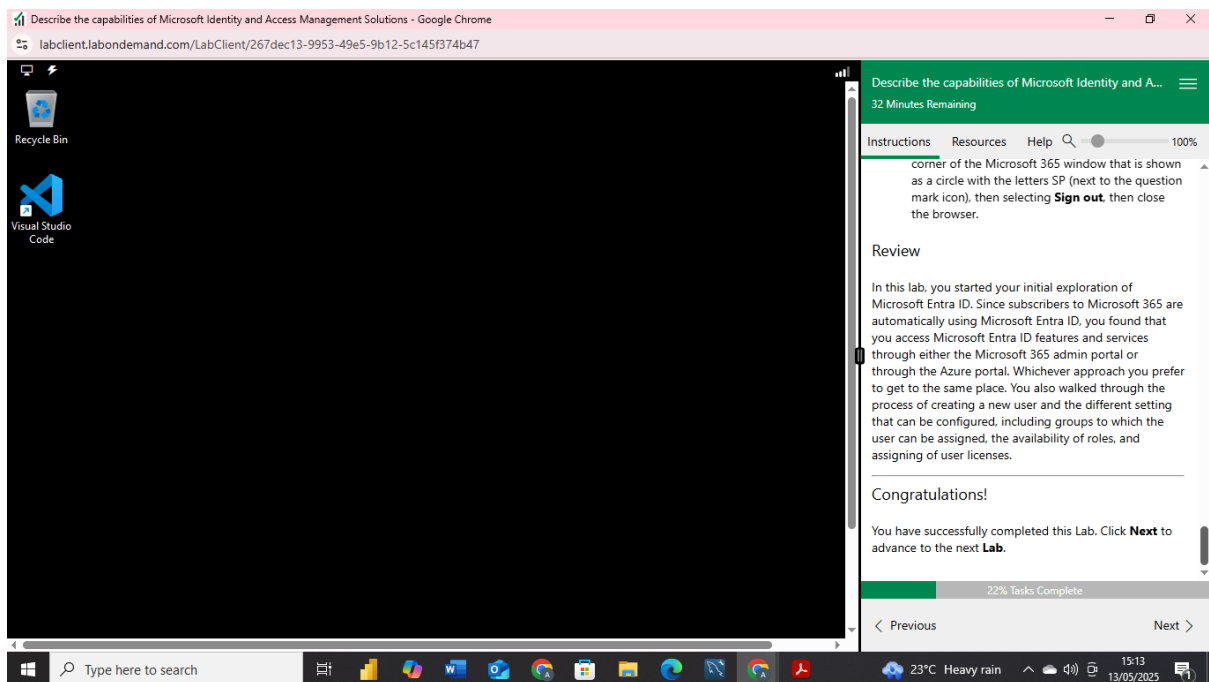 Describe the capabilities of Microsoft Identity and Access Management Solutions - Google Chrome
labclient.labondemand.com/LabClient/267dec13-9953-49e5-9b12-5c145f374b47
Recycle Bin
Visual Studio
Code
Describe the capabilities of Microsoft Identity and A...
32 Minutes Remaining
Instructions Resources Help 100%
corner of the Microsoft 365 window that is shown
as a circle with the letters SP (next to the question
mark icon), then selecting Sign out, then close
the browser.
Review
In this lab, you started your initial exploration of
Microsoft Entra ID. Since subscribers to Microsoft 365 are
automatically using Microsoft Entra ID, you found that
you access Microsoft Entra ID features and services
through either the Microsoft 365 admin portal or
through the Azure portal. Whichever approach you prefer
to get to the same place. You also walked through the
process of creating a new user and the different setting
that can be configured, including groups to which the
user can be assigned, the availability of roles, and
assigning of user licenses.
Congratulations!
You have successfully completed this Lab. Click Next to
advance to the next Lab.
22% Tasks Complete
< Previous Next >
Type here to search
23°C Heavy rain
15:13
13/05/2025